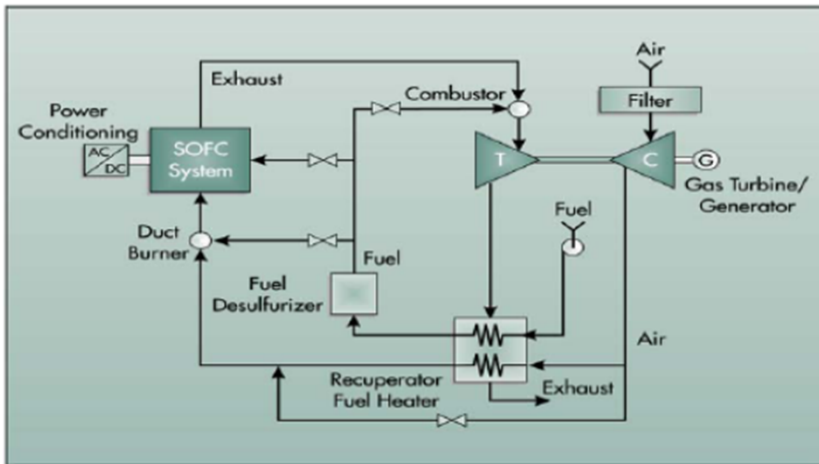 Air
Exhaust
Combustor
Filter
Power
Conditioning
AC
DC
SOFC
System
T
C
G
Gas Turbine/
Generator
Fuel
Duct
Burner
Fuel
Fuel
Desulfurizer
Air
Recuperator
Fuel Heater
Exhaust